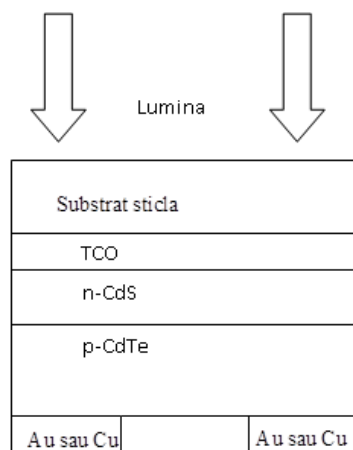 Lumina
Substrat sticla
TCO
n-CdS
p-CdTe
Au sau Cu
Au sau Cu